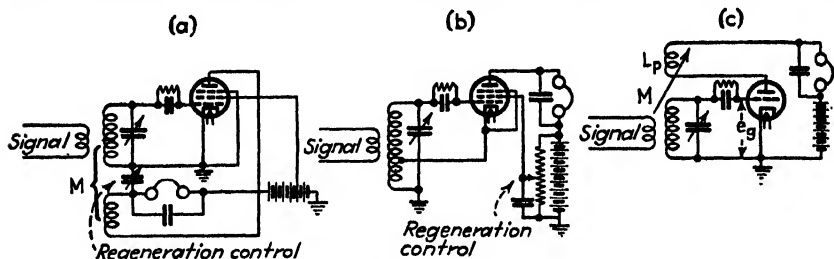 (a)
(b)
(c)
Signal
M
Regeneration control
Signal
Regeneration
control
Lp
M
Signal
eg